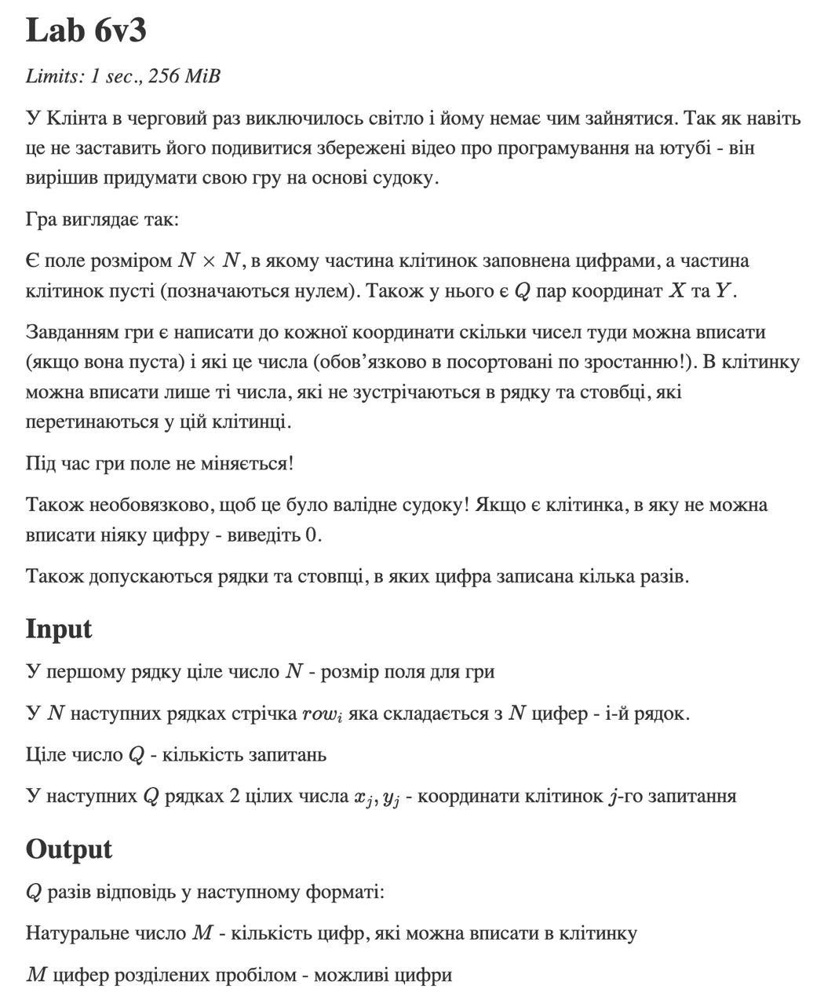 Lab 6v3
Limits: 1 sec., 256 MiB
У Клінта в черговий раз виключилось світло і йому немає чим зайнятися. Так як навіть
це не заставить його подивитися збережені відео про програмування на ютубі - він
вирішив придумати свою гру на основі судоку.
Гра виглядає так:
Є поле розміром N × N, в якому частина клітинок заповнена цифрами, а частина
клітинок пусті (позначаються нулем). Також у нього є Q пар координат X та Y.
Завданням гри є написати до кожної координати скільки чисел туди можна вписати
(якщо вона пуста) і які це числа (обов’язково в посортовані по зростанню!). В клітинку
можна вписати лише ті числа, які не зустрічаються в рядку та стовбці, які
перетинаються у цій клітинці.
Під час гри поле не міняється!
Також необовязково, щоб це було валідне судоку! Якщо є клітинка, в яку не можна
вписати ніяку цифру - виведіть 0.
Також допускаються рядки та стовпці, в яких цифра записана кілька разів.
Input
У першому рядку ціле число N - розмір поля для гри
У N наступних рядках стрічка rowᵢ яка складається з N цифер - і-й рядок.
Ціле число Q - кількість запитань
У наступних Q рядках 2 цілих числа xⱼ, yⱼ - координати клітинок j-го запитання
Output
Q разів відповідь у наступному форматі:
Натуральне число M - кількість цифр, які можна вписати в клітинку
M цифер розділених пробілом - можливі цифри